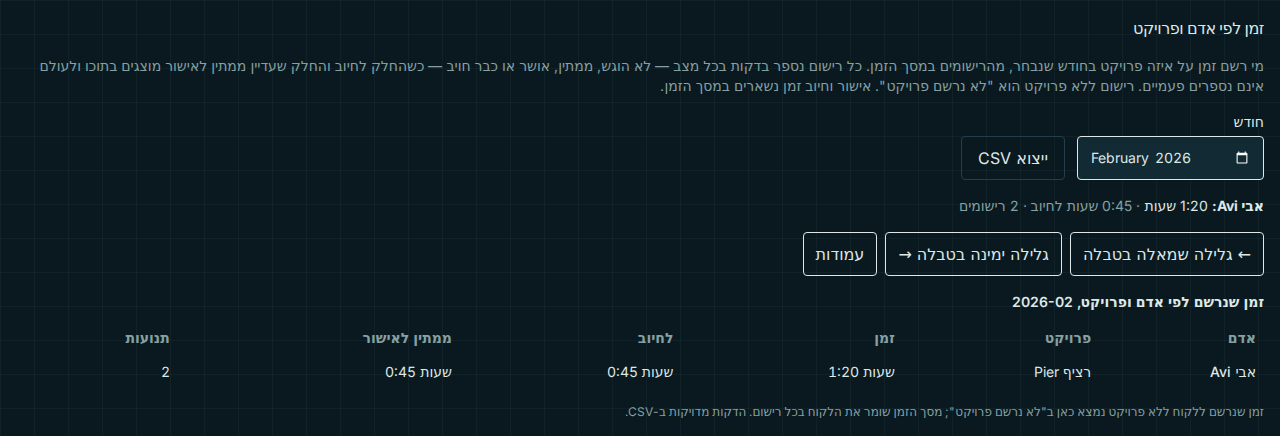 זמן לפי אדם ופרויקט
מי רשם זמן על איזה פרויקט בחודש שנבחר, מהרישומים במסך הזמן. כל רישום נספר בדקות בכל מצב — לא הוגש, ממתין, אושר או כבר חויב — כשהחלק לחיוב והחלק שעדיין ממתין לאישור מוצגים בתוכו ולעולם
אינם נספרים פעמיים. רישום ללא פרויקט הוא "לא נרשם פרויקט". אישור וחיוב זמן נשארים במסך הזמן.
חודש
February 2026 ייצוא CSV
אבי Avi: 1:20 שעות · 0:45 שעות לחיוב · 2 רישומים
← גלילה שמאלה בטבלה גלילה ימינה בטבלה → עמודות
זמן שנרשם לפי אדם ופרויקט, 2026-02
אדם פרויקט זמן לחיוב ממתין לאישור תנועות
אבי Avi רציף Pier שעות 1:20 שעות 0:45 שעות 0:45 2
זמן שנרשם ללקוח ללא פרויקט נמצא כאן ב"לא נרשם פרויקט"; מסך הזמן שומר את הלקוח בכל רישום. הדקות מדויקות ב-CSV.